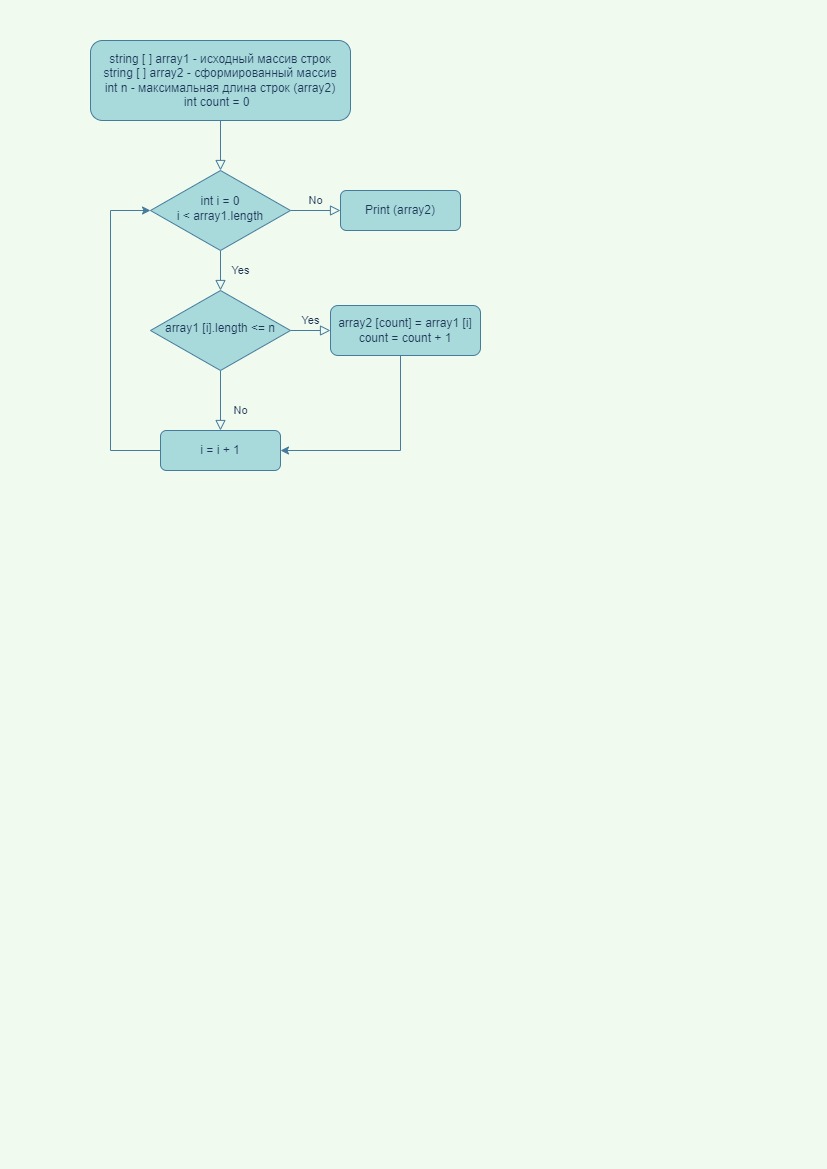 string [ ] array1 - исходный массив строк
string [ ] array2 - сформированный массив
int n - максимальная длина строк (array2)
int count = 0
int i = 0
i < array1.length
No
Print (array2)
Yes
array1 [i].length <= n
Yes
array2 [count] = array1 [i]
count = count + 1
No
i = i + 1